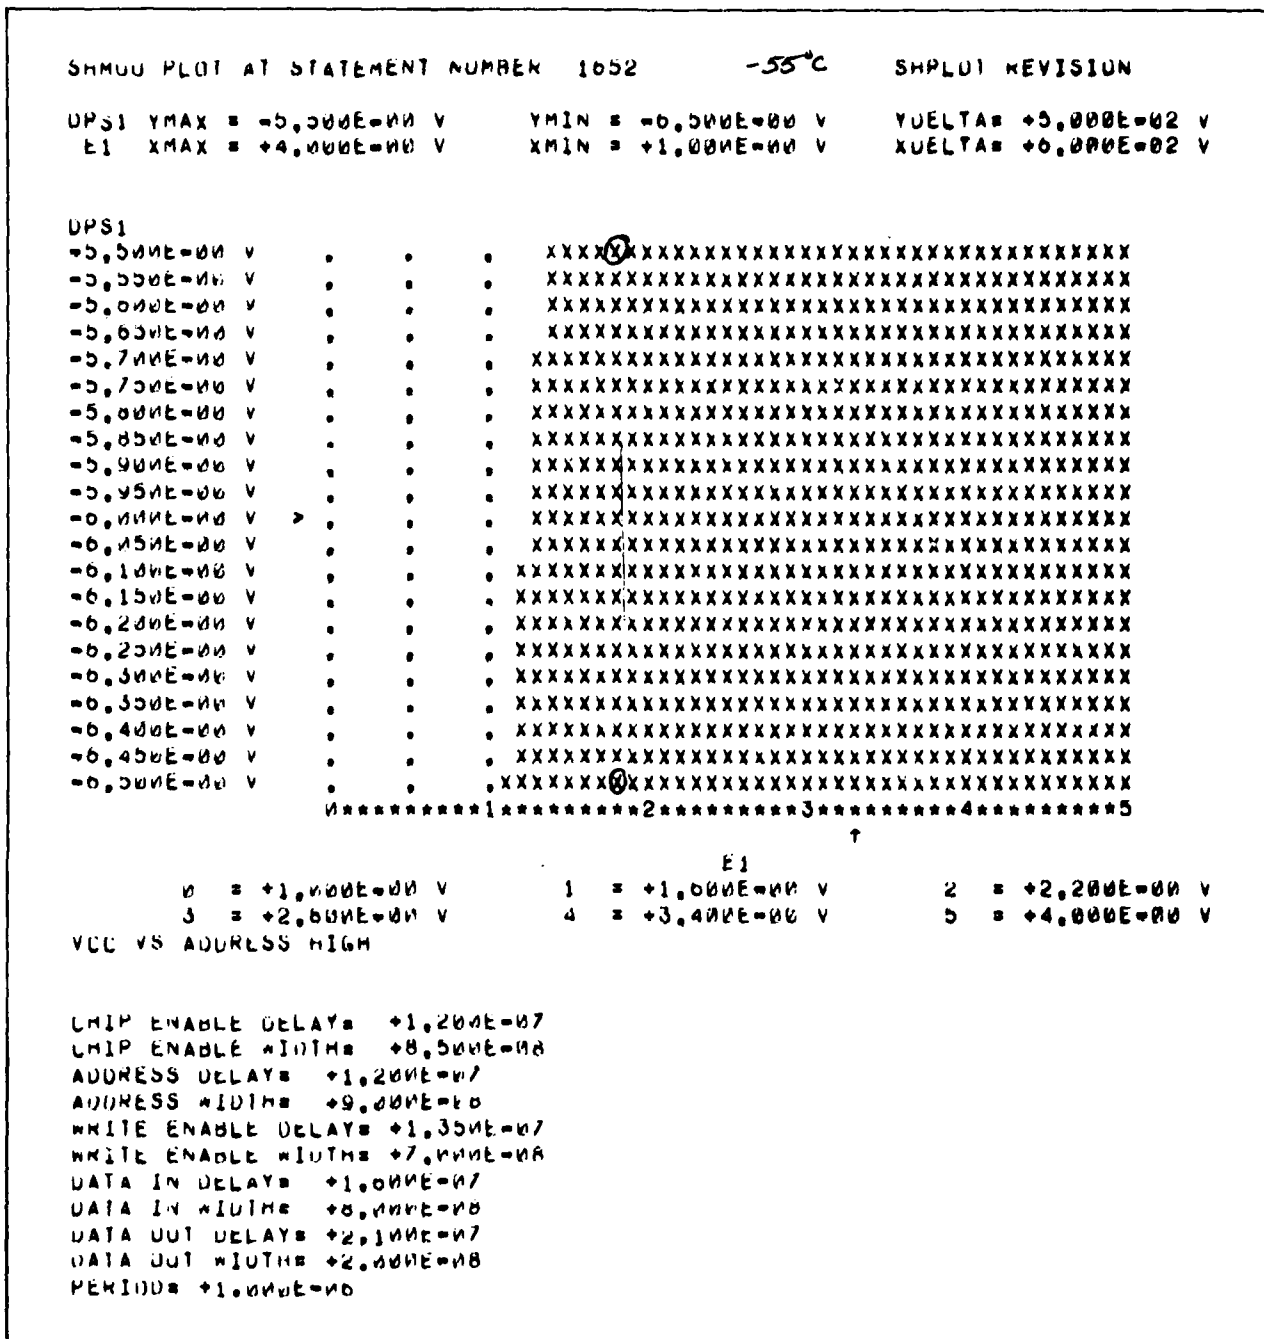 SHMOO PLOT AT STATEMENT NUMBER 1652 -55°C SHPLOT REVISION
DPS1 YMAX = -5.500E-00 V YMIN = -6.500E-00 V YDELTA= +5.000E-02 V
E1 XMAX = +4.000E-00 V XMIN = +1.000E-00 V XDELTA= +6.000E-02 V
DPS1
-5.500E-00 V . . . XXXXXXXXXXXXXXXXXXXXXXXXXXXXXXXXXXXXX
-5.550E-00 V . . . XXXXXXXXXXXXXXXXXXXXXXXXXXXXXXXXXXXXX
-5.600E-00 V . . . XXXXXXXXXXXXXXXXXXXXXXXXXXXXXXXXXXXXX
-5.650E-00 V . . . XXXXXXXXXXXXXXXXXXXXXXXXXXXXXXXXXXXXX
-5.700E-00 V . . . XXXXXXXXXXXXXXXXXXXXXXXXXXXXXXXXXXXXXX
-5.750E-00 V . . . XXXXXXXXXXXXXXXXXXXXXXXXXXXXXXXXXXXXXX
-5.800E-00 V . . . XXXXXXXXXXXXXXXXXXXXXXXXXXXXXXXXXXXXXX
-5.850E-00 V . . . XXXXXXXXXXXXXXXXXXXXXXXXXXXXXXXXXXXXXX
-5.900E-00 V . . . XXXXXXXXXXXXXXXXXXXXXXXXXXXXXXXXXXXXXX
-5.950E-00 V . . . XXXXXXXXXXXXXXXXXXXXXXXXXXXXXXXXXXXXXX
-6.000E-00 V > . . . XXXXXXXXXXXXXXXXXXXXXXXXXXXXXXXXXXXXXX
-6.050E-00 V . . . XXXXXXXXXXXXXXXXXXXXXXXXXXXXXXXXXXXXXX
-6.100E-00 V . . . XXXXXXXXXXXXXXXXXXXXXXXXXXXXXXXXXXXXXXX
-6.150E-00 V . . . XXXXXXXXXXXXXXXXXXXXXXXXXXXXXXXXXXXXXXX
-6.200E-00 V . . . XXXXXXXXXXXXXXXXXXXXXXXXXXXXXXXXXXXXXXX
-6.250E-00 V . . . XXXXXXXXXXXXXXXXXXXXXXXXXXXXXXXXXXXXXXX
-6.300E-00 V . . . XXXXXXXXXXXXXXXXXXXXXXXXXXXXXXXXXXXXXXX
-6.350E-00 V . . . XXXXXXXXXXXXXXXXXXXXXXXXXXXXXXXXXXXXXXX
-6.400E-00 V . . . XXXXXXXXXXXXXXXXXXXXXXXXXXXXXXXXXXXXXXX
-6.450E-00 V . . . XXXXXXXXXXXXXXXXXXXXXXXXXXXXXXXXXXXXXXX
-6.500E-00 V . . . XXXXXXXXXXXXXXXXXXXXXXXXXXXXXXXXXXXXXXXX
0*********1*********2*********3*********4*********5
↑
E1
0 = +1.000E-00 V 1 = +1.600E-00 V 2 = +2.200E-00 V
3 = +2.800E-00 V 4 = +3.400E-00 V 5 = +4.000E-00 V
VCC VS ADDRESS HIGH
CHIP ENABLE DELAY= +1.200E-07
CHIP ENABLE WIDTH= +8.500E-08
ADDRESS DELAY= +1.200E-07
ADDRESS WIDTH= +9.000E-08
WRITE ENABLE DELAY= +1.350E-07
WRITE ENABLE WIDTH= +7.000E-08
DATA IN DELAY= +1.600E-07
DATA IN WIDTH= +8.000E-08
DATA OUT DELAY= +2.100E-07
DATA OUT WIDTH= +2.000E-08
PERIOD= +1.000E-06